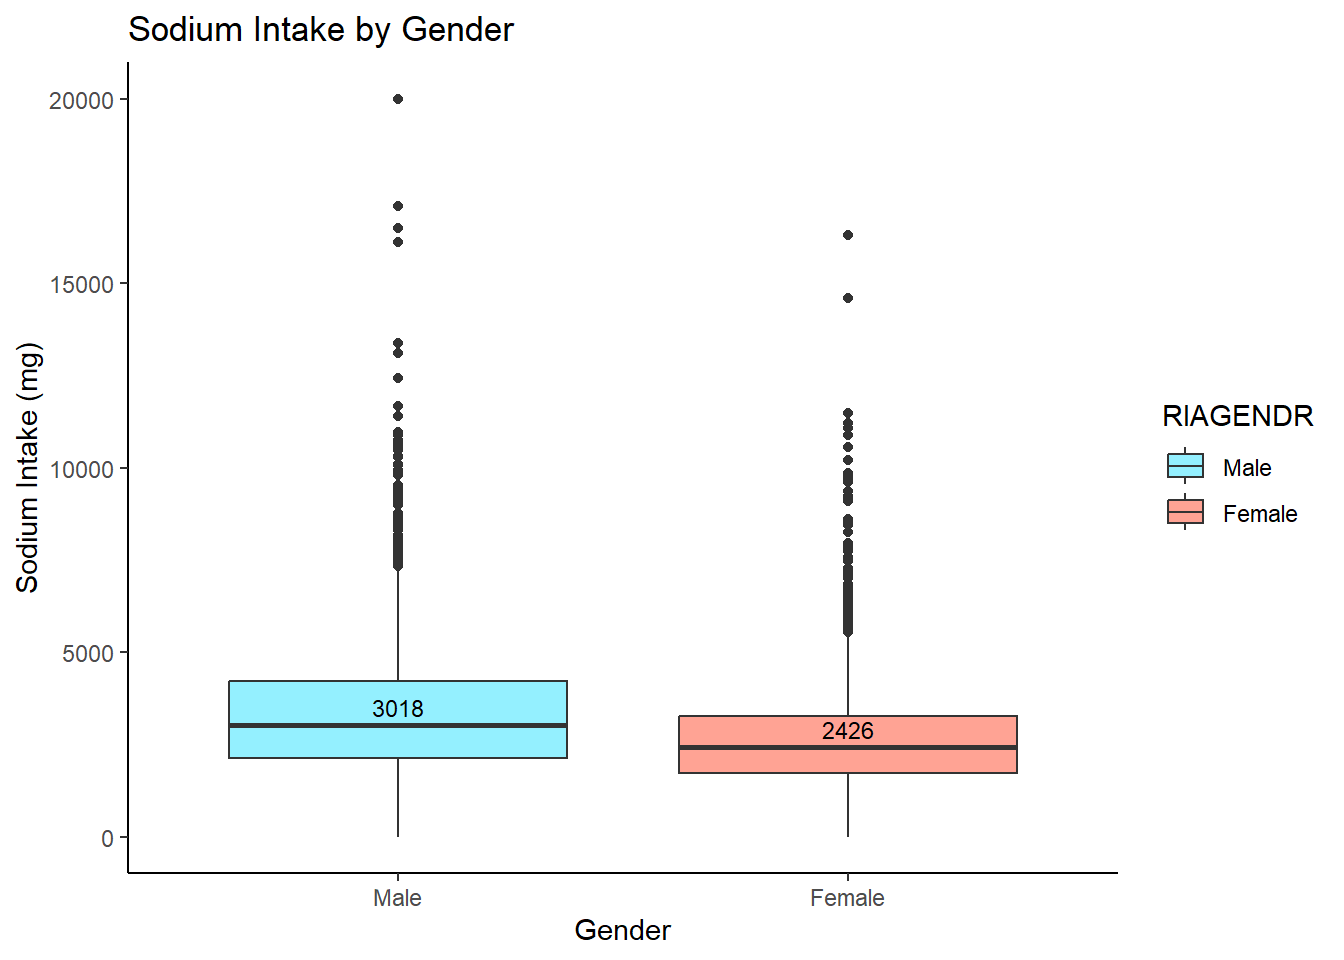 Sodium Intake by Gender
Sodium Intake (mg)
20000
15000
10000
5000
0
3018
2426
Male
Female
Gender
RIAGENDR
Male
Female